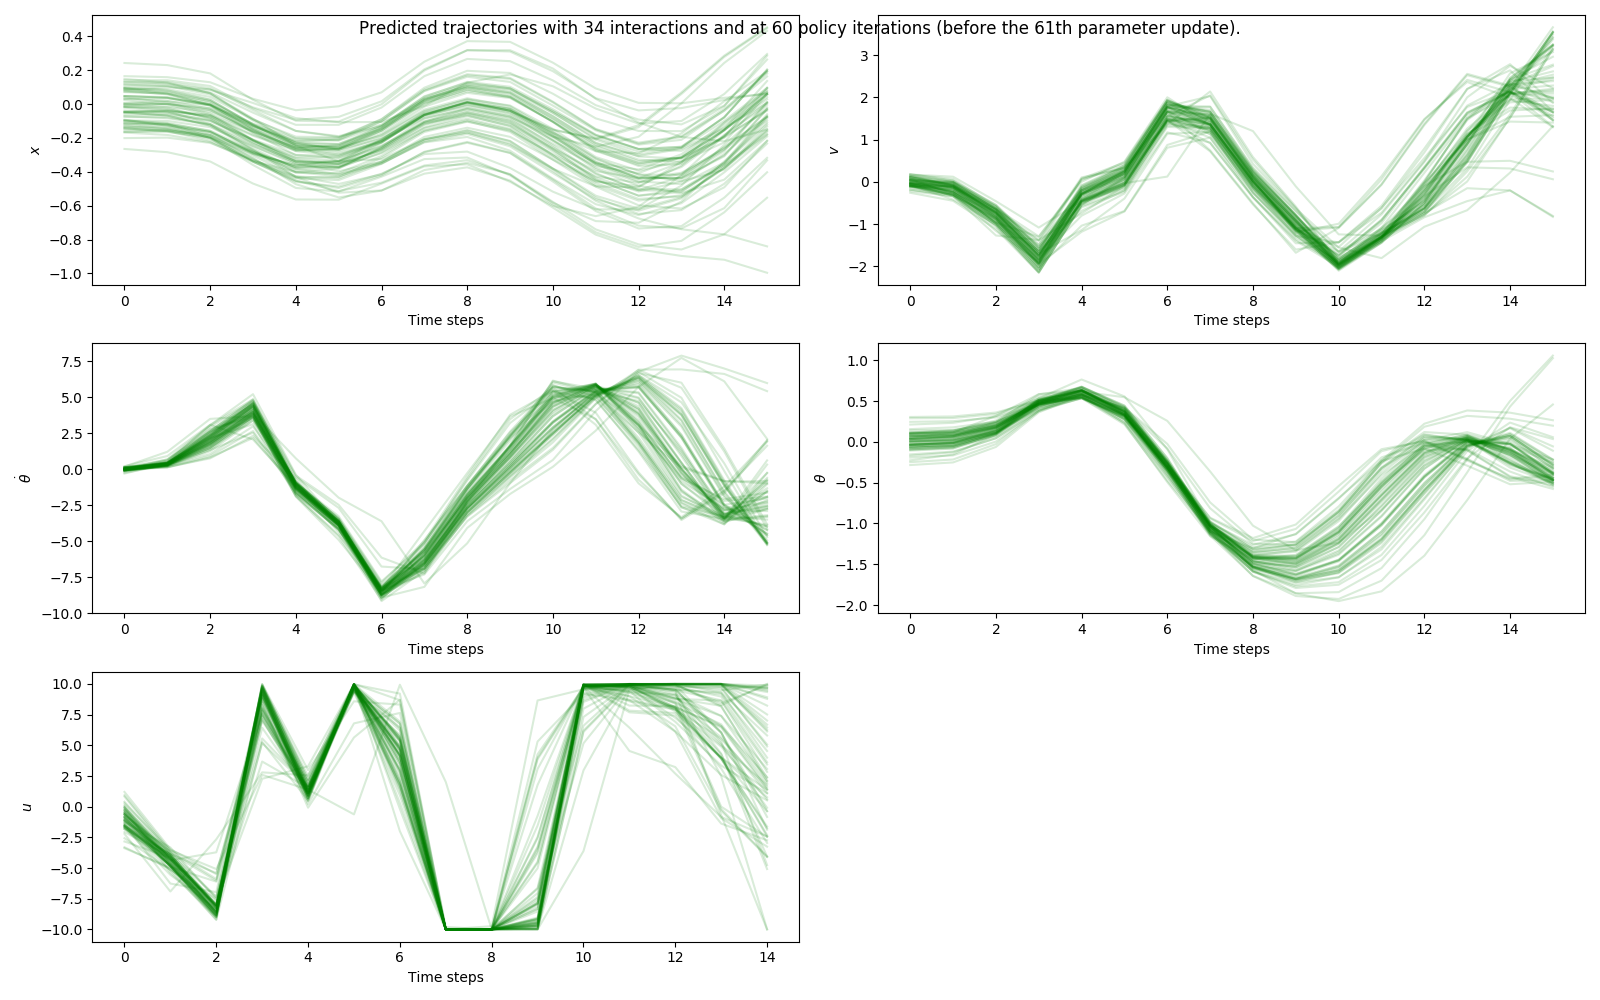 Predicted trajectories with 34 interactions and at 60 policy iterations (before the 61th parameter update).
0.4
0.2
0.0
−0.2
−0.4
−0.6
−0.8
−1.0
x
0 2 4 6 8 10 12 14
Time steps
3
2
1
0
−1
−2
v
0 2 4 6 8 10 12 14
Time steps
7.5
5.0
2.5
0.0
−2.5
−5.0
−7.5
−10.0
θ̇
0 2 4 6 8 10 12 14
Time steps
1.0
0.5
0.0
−0.5
−1.0
−1.5
−2.0
θ
0 2 4 6 8 10 12 14
Time steps
10.0
7.5
5.0
2.5
0.0
−2.5
−5.0
−7.5
−10.0
u
0 2 4 6 8 10 12 14
Time steps